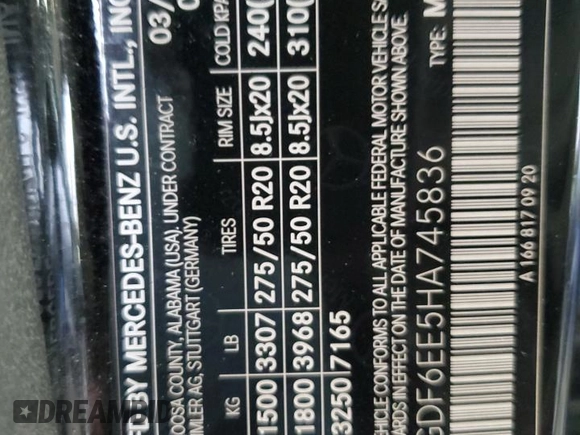 BY MERCEDES-BENZ U.S. INTL., INC
03/
LOOSA COUNTY, ALABAMA (USA). UNDER CONTRACT
IMLER AG, STUTTGART (GERMANY)
KG LB TIRES RIM SIZE COLD KPA/
1500 3307 275/50 R20 8.5Jx20 240(
1800 3968 275/50 R20 8.5Jx20 310(
3250 7165
VEHICLE CONFORMS TO ALL APPLICABLE FEDERAL MOTOR VEHICLE SA
ARDS IN EFFECT ON THE DATE OF MANUFACTURE SHOWN ABOVE.
GDF6EE5HA745836 TYPE: M
A 166 817 09 20
DREAMBID